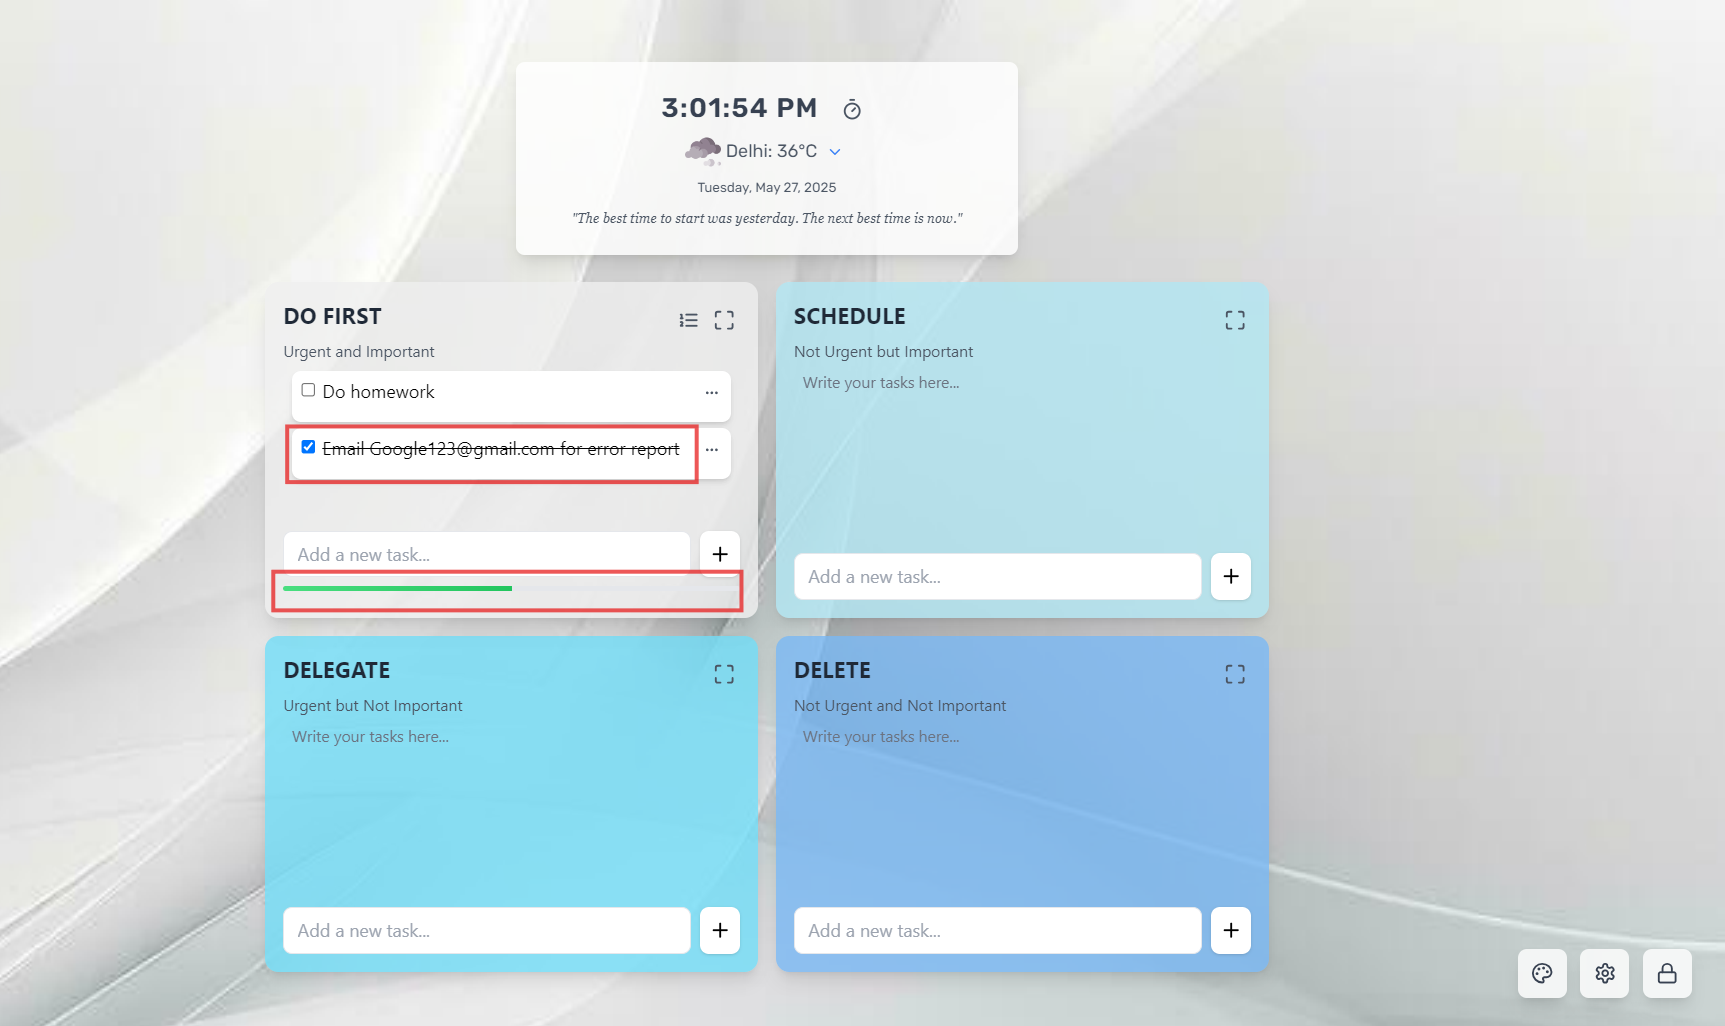 3:01:54 PM
Delhi: 36°C
Tuesday, May 27, 2025
"The best time to start was yesterday. The next best time is now."
DO FIRST
Urgent and Important
Do homework
Email Google123@gmail.com for error report
Add a new task...
SCHEDULE
Not Urgent but Important
Write your tasks here...
Add a new task...
DELEGATE
Urgent but Not Important
Write your tasks here...
Add a new task...
DELETE
Not Urgent and Not Important
Write your tasks here...
Add a new task...